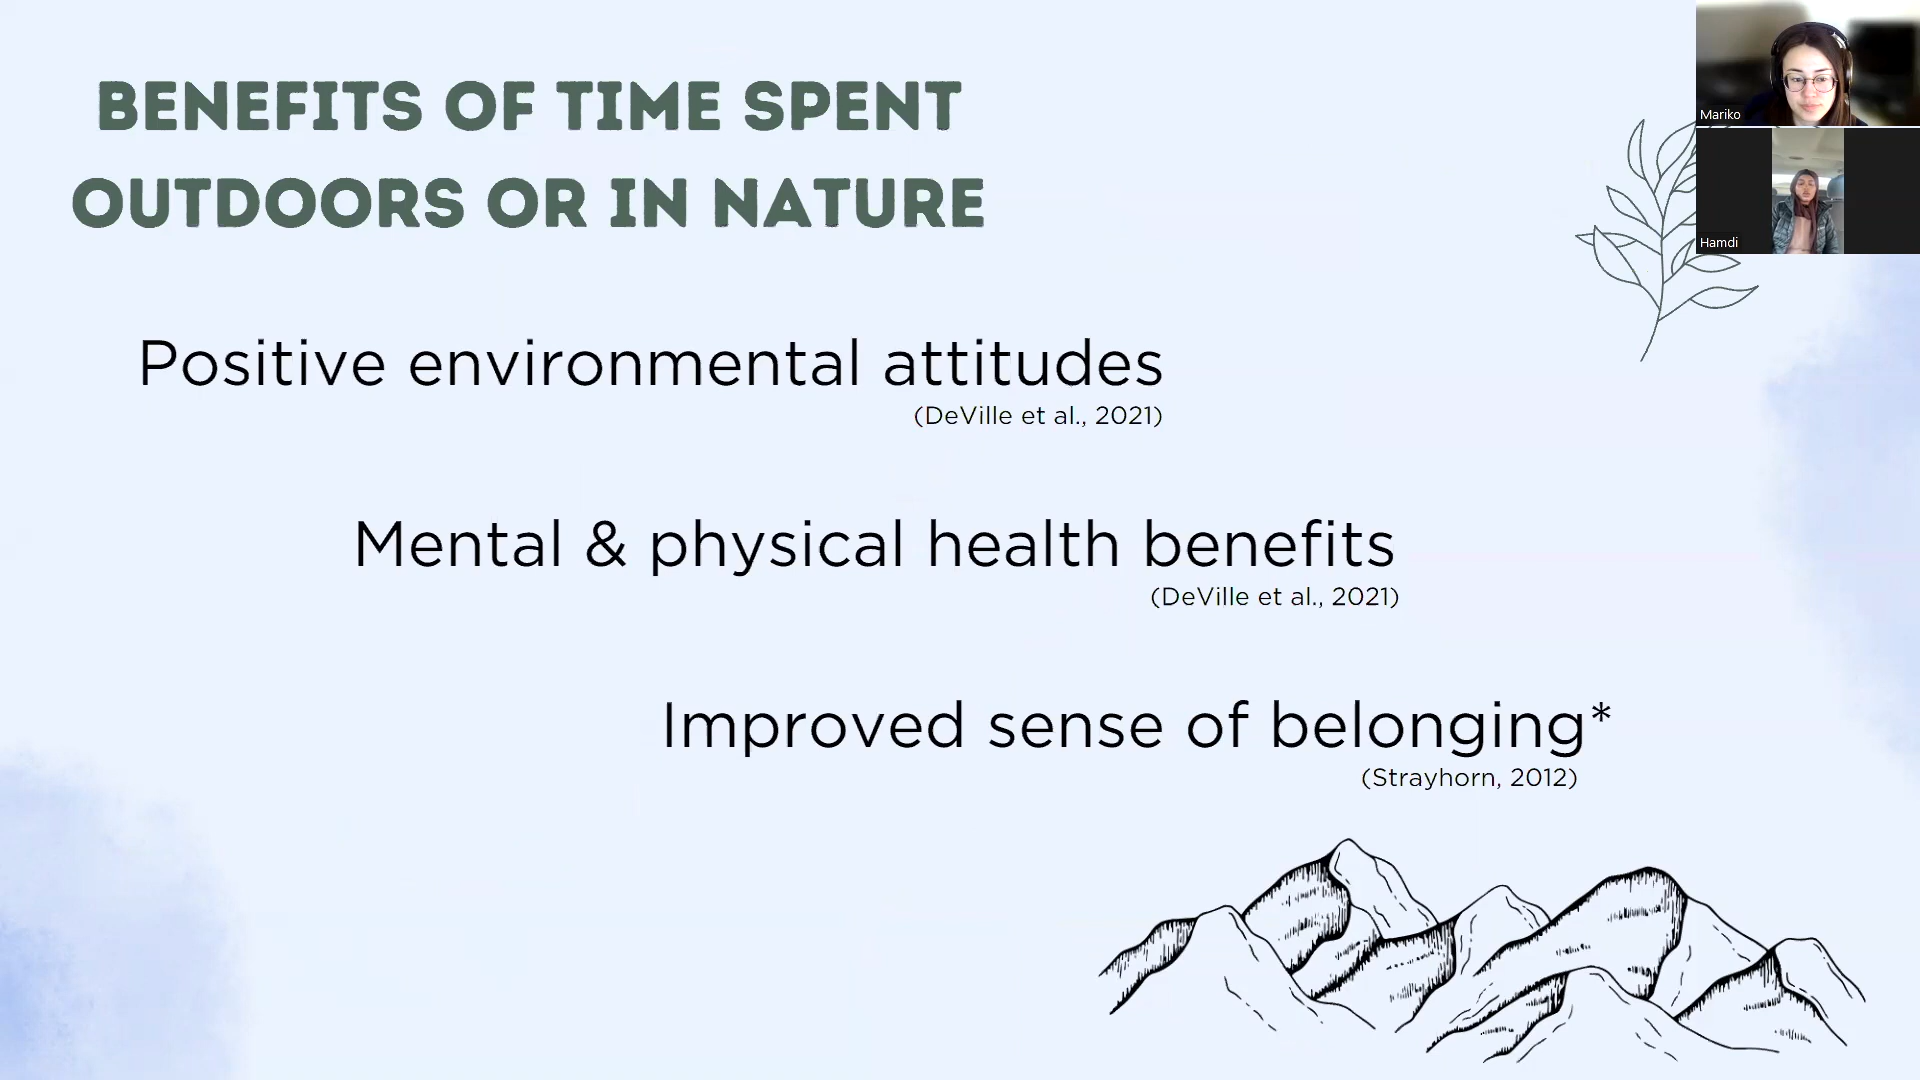 BENEFITS OF TIME SPENT
OUTDOORS OR IN NATURE
Positive environmental attitudes
(DeVille et al., 2021)
Mental & physical health benefits
(DeVille et al., 2021)
Improved sense of belonging*
(Strayhorn, 2012)
Mariko
Hamdi